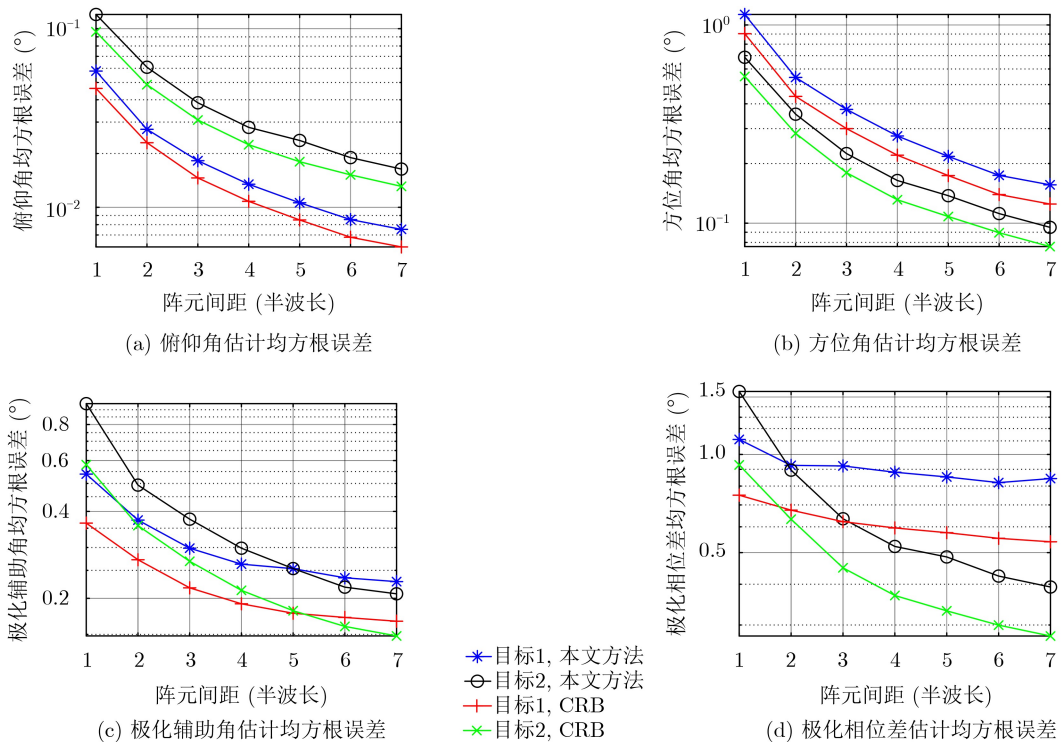 俯仰角均方根误差 (°)
10⁻¹
10⁻²
1 2 3 4 5 6 7
阵元间距 (半波长)
(a) 俯仰角估计均方根误差
方位角均方根误差 (°)
10⁰
10⁻¹
1 2 3 4 5 6 7
阵元间距 (半波长)
(b) 方位角估计均方根误差
极化辅助角均方根误差 (°)
0.8
0.6
0.4
0.2
1 2 3 4 5 6 7
阵元间距 (半波长)
(c) 极化辅助角估计均方根误差
目标1, 本文方法
目标2, 本文方法
目标1, CRB
目标2, CRB
极化相位差均方根误差 (°)
1.5
1.0
0.5
1 2 3 4 5 6 7
阵元间距 (半波长)
(d) 极化相位差估计均方根误差